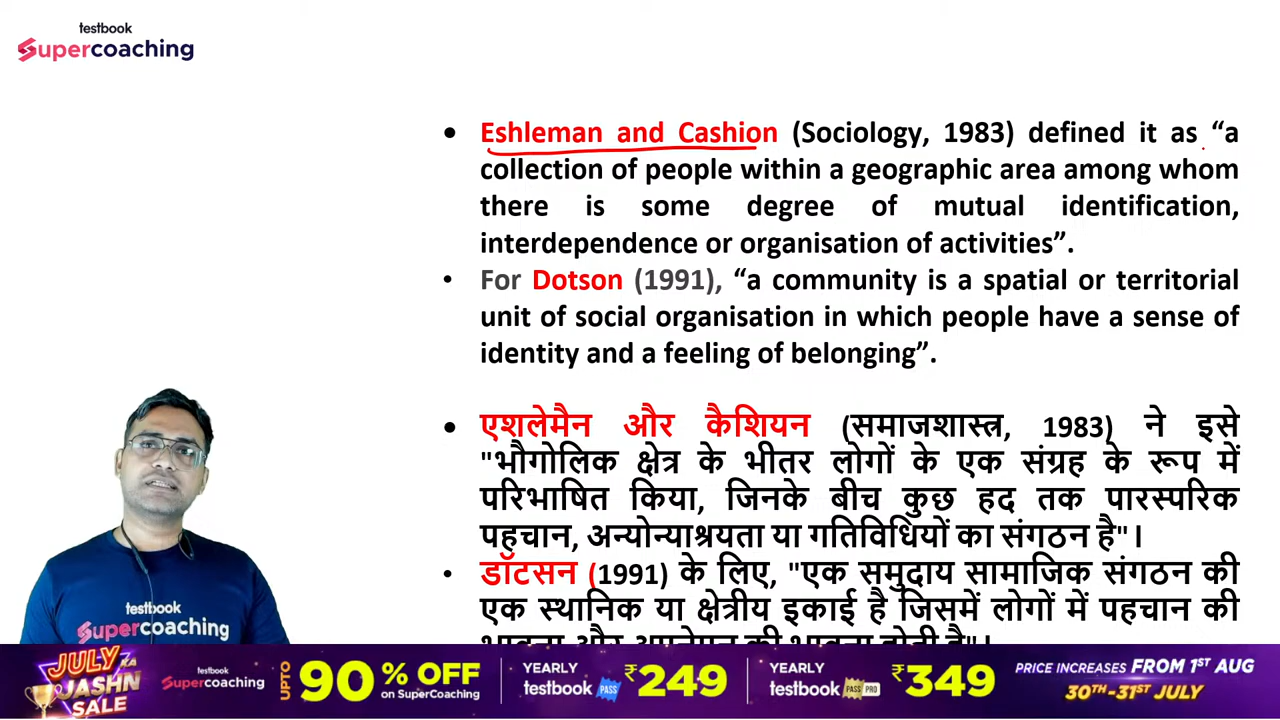 testbook
Supercoaching
• Eshleman and Cashion (Sociology, 1983) defined it as “a
collection of people within a geographic area among whom
there is some degree of mutual identification,
interdependence or organisation of activities”.
• For Dotson (1991), “a community is a spatial or territorial
unit of social organisation in which people have a sense of
identity and a feeling of belonging”.
• एशलेमैन और कैशियन (समाजशास्त्र, 1983) ने इसे
"भौगोलिक क्षेत्र के भीतर लोगों के एक संग्रह के रूप में
परिभाषित किया, जिनके बीच कुछ हद तक पारस्परिक
पहचान, अन्योन्याश्रयता या गतिविधियों का संगठन है"।
• डॉटसन (1991) के लिए, "एक समुदाय सामाजिक संगठन की
एक स्थानिक या क्षेत्रीय इकाई है जिसमें लोगों में पहचान की
testbook
Supercoaching
JULY KA
JASHN
SALE
testbook
Supercoaching
UPTO
90% OFF
on SuperCoaching
YEARLY
testbook PASS
₹249
YEARLY
testbook PASS PRO
₹349
PRICE INCREASES FROM 1ST AUG
30TH-31ST JULY